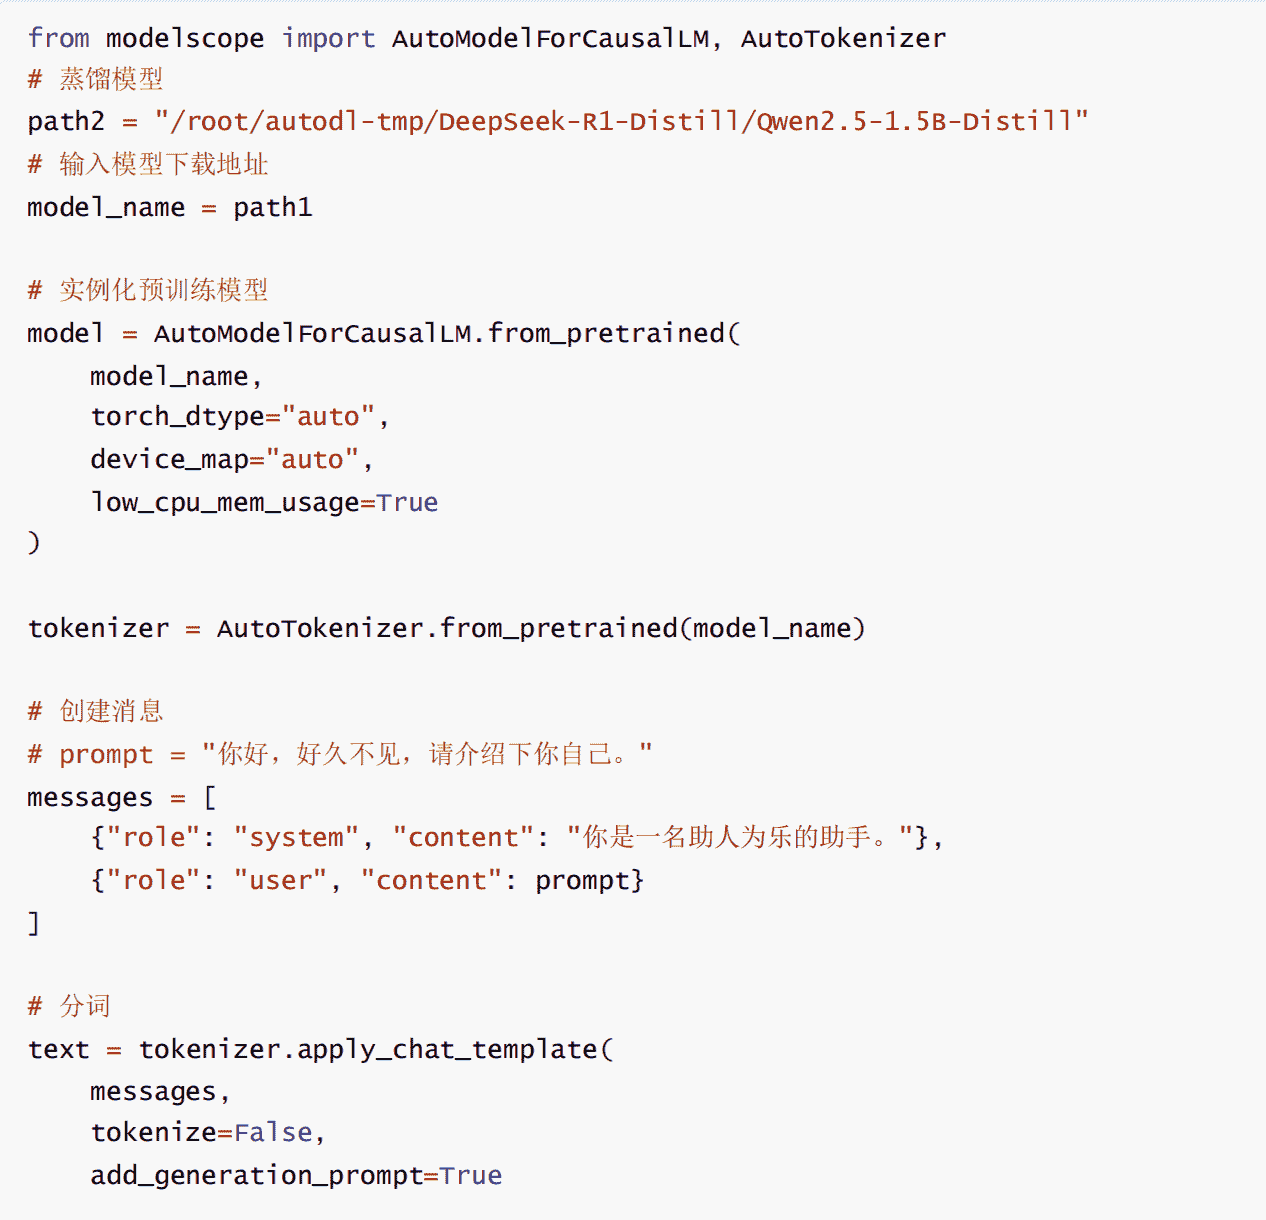 from modelscope import AutoModelForCausalLM, AutoTokenizer
# 蒸馏模型
path2 = "/root/autodl-tmp/DeepSeek-R1-Distill/Qwen2.5-1.5B-Distill"
# 输入模型下载地址
model_name = path1

# 实例化预训练模型
model = AutoModelForCausalLM.from_pretrained(
    model_name,
    torch_dtype="auto",
    device_map="auto",
    low_cpu_mem_usage=True
)

tokenizer = AutoTokenizer.from_pretrained(model_name)

# 创建消息
# prompt = "你好，好久不见，请介绍下你自己。"
messages = [
    {"role": "system", "content": "你是一名助人为乐的助手。"},
    {"role": "user", "content": prompt}
]

# 分词
text = tokenizer.apply_chat_template(
    messages,
    tokenize=False,
    add_generation_prompt=True